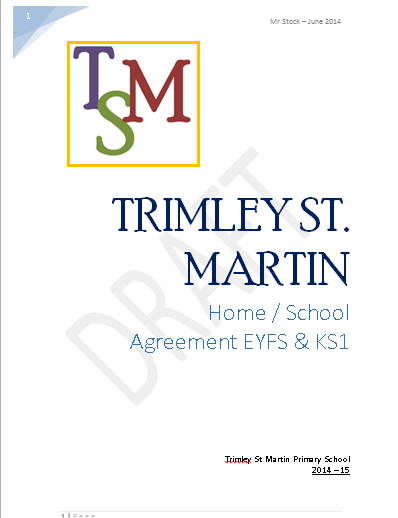 1
Mr Stock – June 2014
TSM
DRAFT
TRIMLEY ST.
MARTIN
Home / School
Agreement EYFS & KS1
Trimley St Martin Primary School
2014 – 15
1 | Page